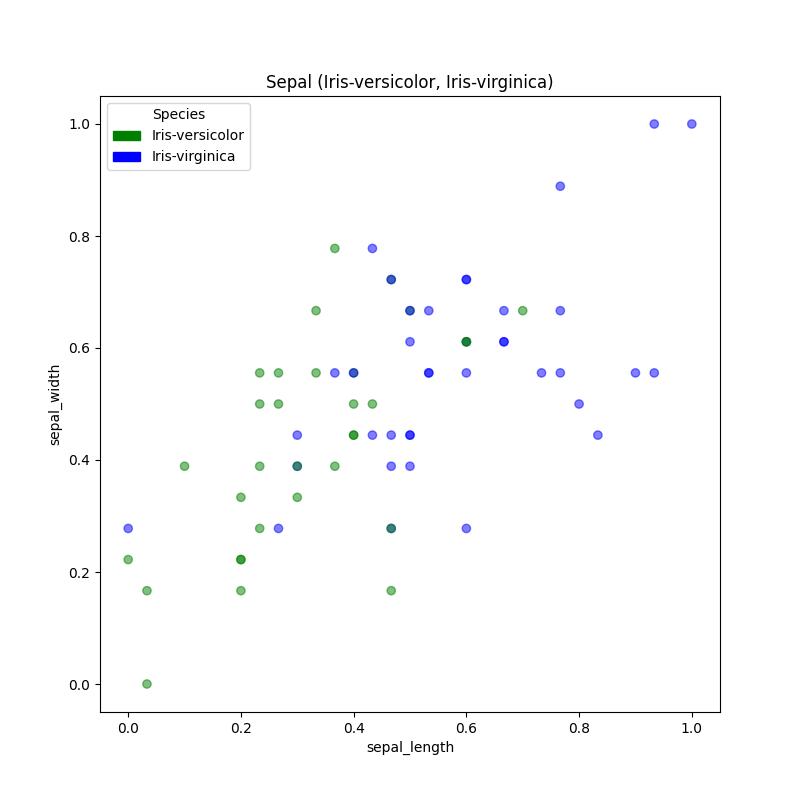 Sepal (Iris-versicolor, Iris-virginica)
Species
Iris-versicolor
Iris-virginica
sepal_width
1.0
0.8
0.6
0.4
0.2
0.0
0.0 0.2 0.4 0.6 0.8 1.0
sepal_length